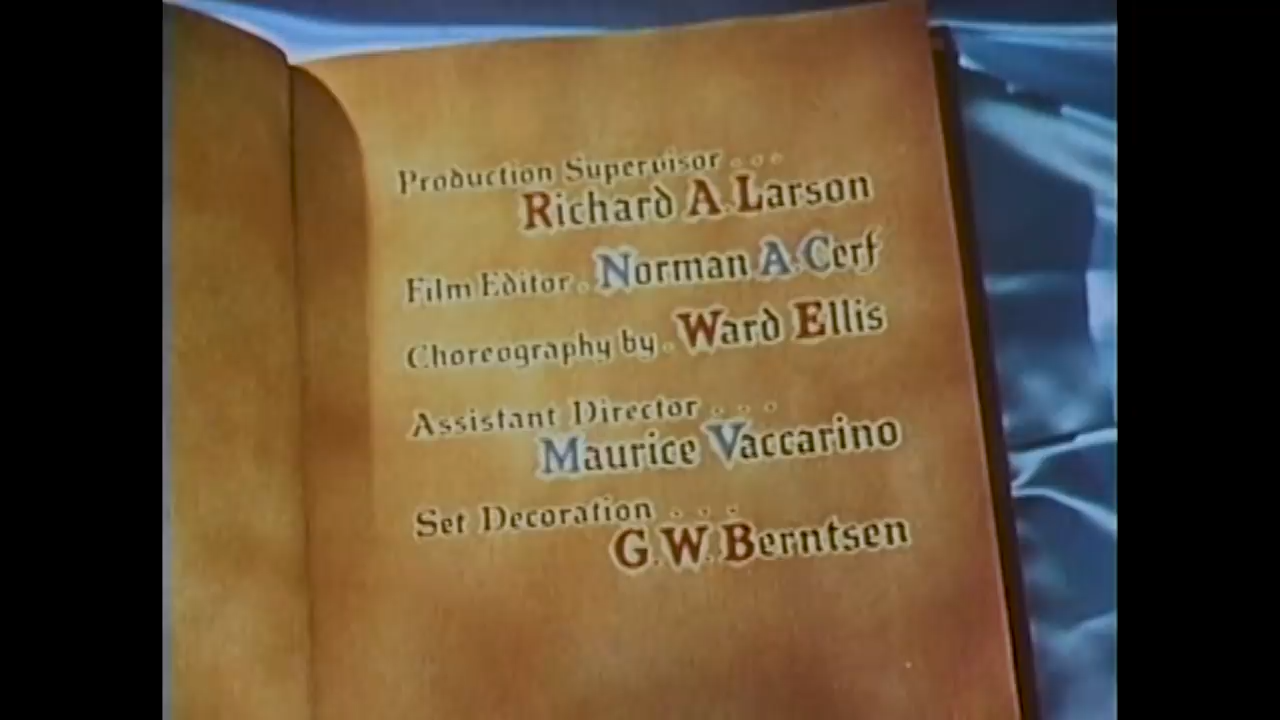 Production Supervisor . . .
Richard A. Larson
Film Editor . Norman A. Cerf
Choreography by . Ward Ellis
Assistant Director . . .
Maurice Vaccarino
Set Decoration . . .
G. W. Berntsen